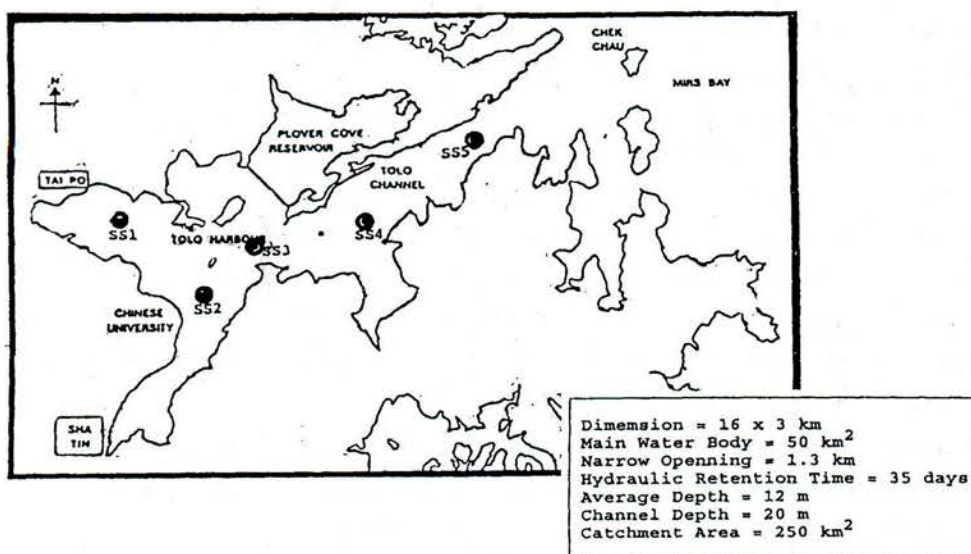 CHEK
CHAU
MIRS BAY
N
PLOVER COVE
RESERVOIR
SS5
TOLO
CHANNEL
TAI PO
SS1
TOLO HARBOUR
SS3
SS4
SS2
CHINESE
UNIVERSITY
SHA
TIN
Dimemsion = 16 x 3 km
Main Water Body = 50 km²
Narrow Openning = 1.3 km
Hydraulic Retention Time = 35 days
Average Depth = 12 m
Channel Depth = 20 m
Catchment Area = 250 km²